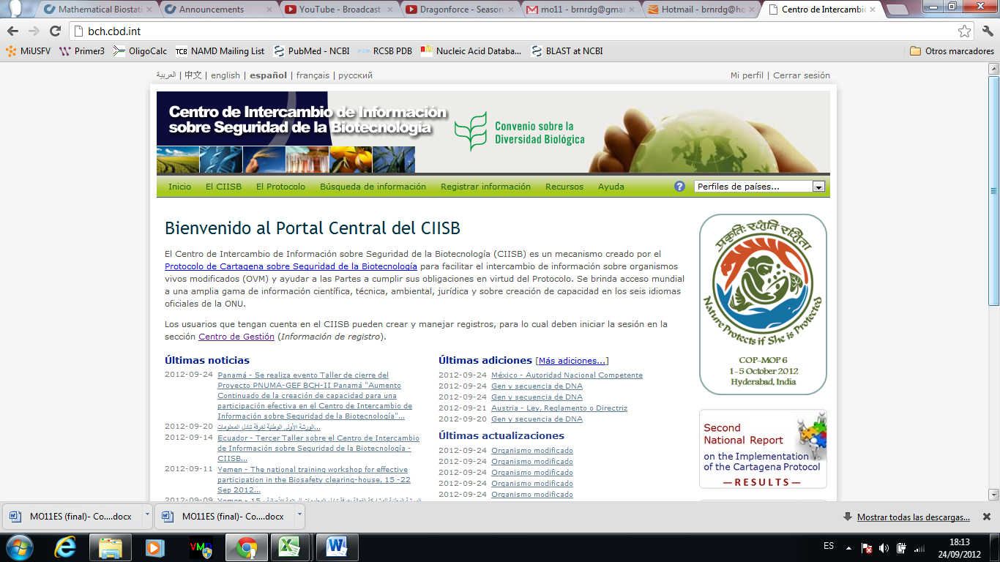 Mathematical Biostati
Announcements
YouTube - Broadcast
Dragonforce - Season
mo11 - brnrdg@gmai
Hotmail - brnrdg@ho
Centro de Intercambi
bch.cbd.int
MiUSFV
Primer3
OligoCalc
TCB NAMD Mailing List
PubMed - NCBI
RCSB PDB
Nucleic Acid Databa...
BLAST at NCBI
Otros marcadores
العربية | 中文 | english | español | français | русский
Mi perfil | Cerrar sesión
Centro de Intercambio de Información
sobre Seguridad de la Biotecnología
Convenio sobre la
Diversidad Biológica
Inicio El CIISB El Protocolo Búsqueda de información Registrar información Recursos Ayuda
? Perfiles de países...
Bienvenido al Portal Central del CIISB
El Centro de Intercambio de Información sobre Seguridad de la Biotecnología (CIISB) es un mecanismo creado por el
Protocolo de Cartagena sobre Seguridad de la Biotecnología para facilitar el intercambio de información sobre organismos
vivos modificados (OVM) y ayudar a las Partes a cumplir sus obligaciones en virtud del Protocolo. Se brinda acceso mundial
a una amplia gama de información científica, técnica, ambiental, jurídica y sobre creación de capacidad en los seis idiomas
oficiales de la ONU.
Los usuarios que tengan cuenta en el CIISB pueden crear y manejar registros, para lo cual deben iniciar la sesión en la
sección Centro de Gestión (Información de registro).
Últimas noticias
2012-09-24 Panamá - Se realiza evento Taller de cierre del
Proyecto PNUMA-GEF BCH-II Panamá "Aumento
Continuado de la creación de capacidad para una
participación efectiva en el Centro de Intercambio de
Información sobre Seguridad de la Biotecnología"...
2012-09-20 الورشة الأولى الوطنية لغرفة تبادل المعلومات...
2012-09-14 Ecuador - Tercer Taller sobre el Centro de Intercambio
de Información sobre Seguridad de la Biotecnología -
CIISB...
2012-09-11 Yemen - The national training workshop for effective
participation in the Biosafety clearing-house, 15 -22
Sep 2012...
2012-09-09 Yemen - 15
Últimas adiciones [Más adiciones...]
2012-09-24 México - Autoridad Nacional Competente
2012-09-24 Gen y secuencia de DNA
2012-09-24 Gen y secuencia de DNA
2012-09-21 Austria - Ley, Reglamento o Directriz
2012-09-20 Gen y secuencia de DNA
Últimas actualizaciones
2012-09-24 Organismo modificado
2012-09-24 Organismo modificado
2012-09-24 Organismo modificado
2012-09-24 Organismo modificado
2012-09-24 Organismo modificado
प्रकृतिः रक्षति रक्षिता
Nature Protects if She is Protected
COP-MOP 6
1-5 October 2012
Hyderabad, India
Second
National Report
on the Implementation
of the Cartagena Protocol
—RESULTS—
MO11ES (final)- Co....docx
MO11ES (final)- Co....docx
Mostrar todas las descargas...
VMD
ES
18:13
24/09/2012